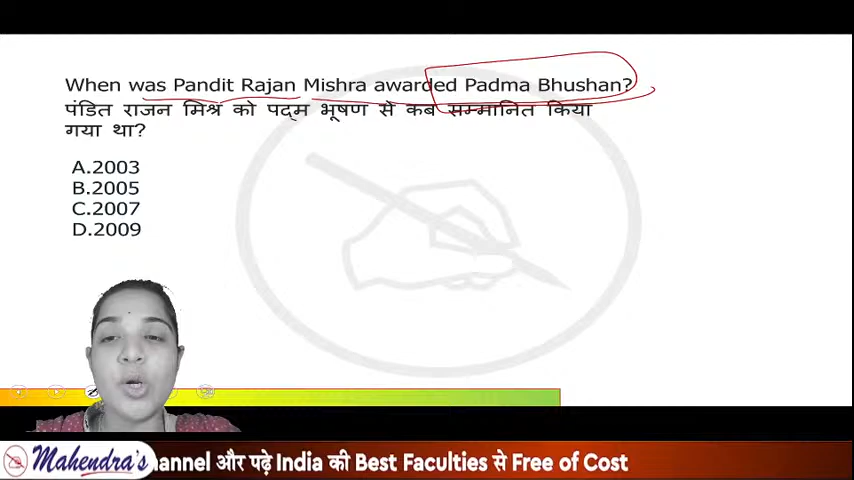 When was Pandit Rajan Mishra awarded Padma Bhushan?
पंडित राजन मिश्र को पद्म भूषण से कब सम्मानित किया
गया था?
A.2003
B.2005
C.2007
D.2009
Mahendra's
hannel और पढ़े India की Best Faculties से Free of Cost